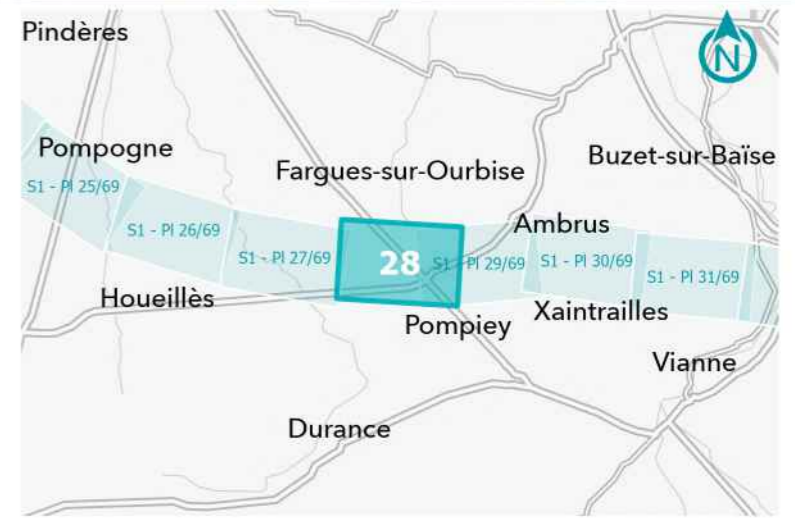 Pindères
N
Pompogne
Fargues-sur-Ourbise
Buzet-sur-Baïse
S1 - Pl 25/69
S1 - Pl 26/69
S1 - Pl 27/69
28
S1 - Pl 29/69
Ambrus
S1 - Pl 30/69
S1 - Pl 31/69
Houeillès
Pompiey
Xaintrailles
Vianne
Durance